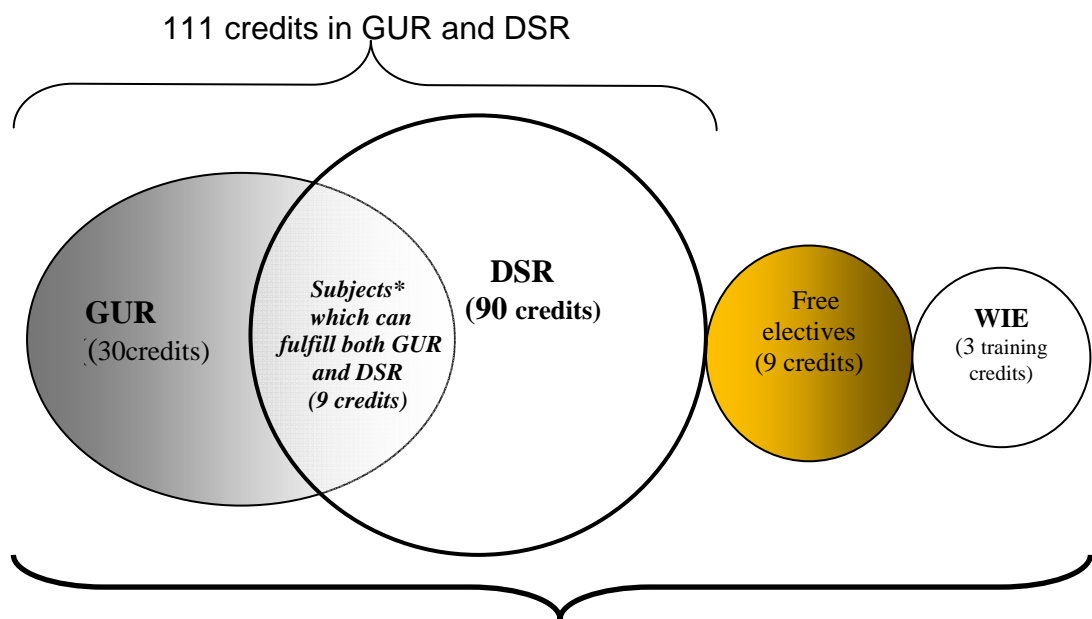 111 credits in GUR and DSR
GUR
(30credits)
Subjects*
which can
fulfill both GUR
and DSR
(9 credits)
DSR
(90 credits)
Free
electives
(9 credits)
WIE
(3 training
credits)